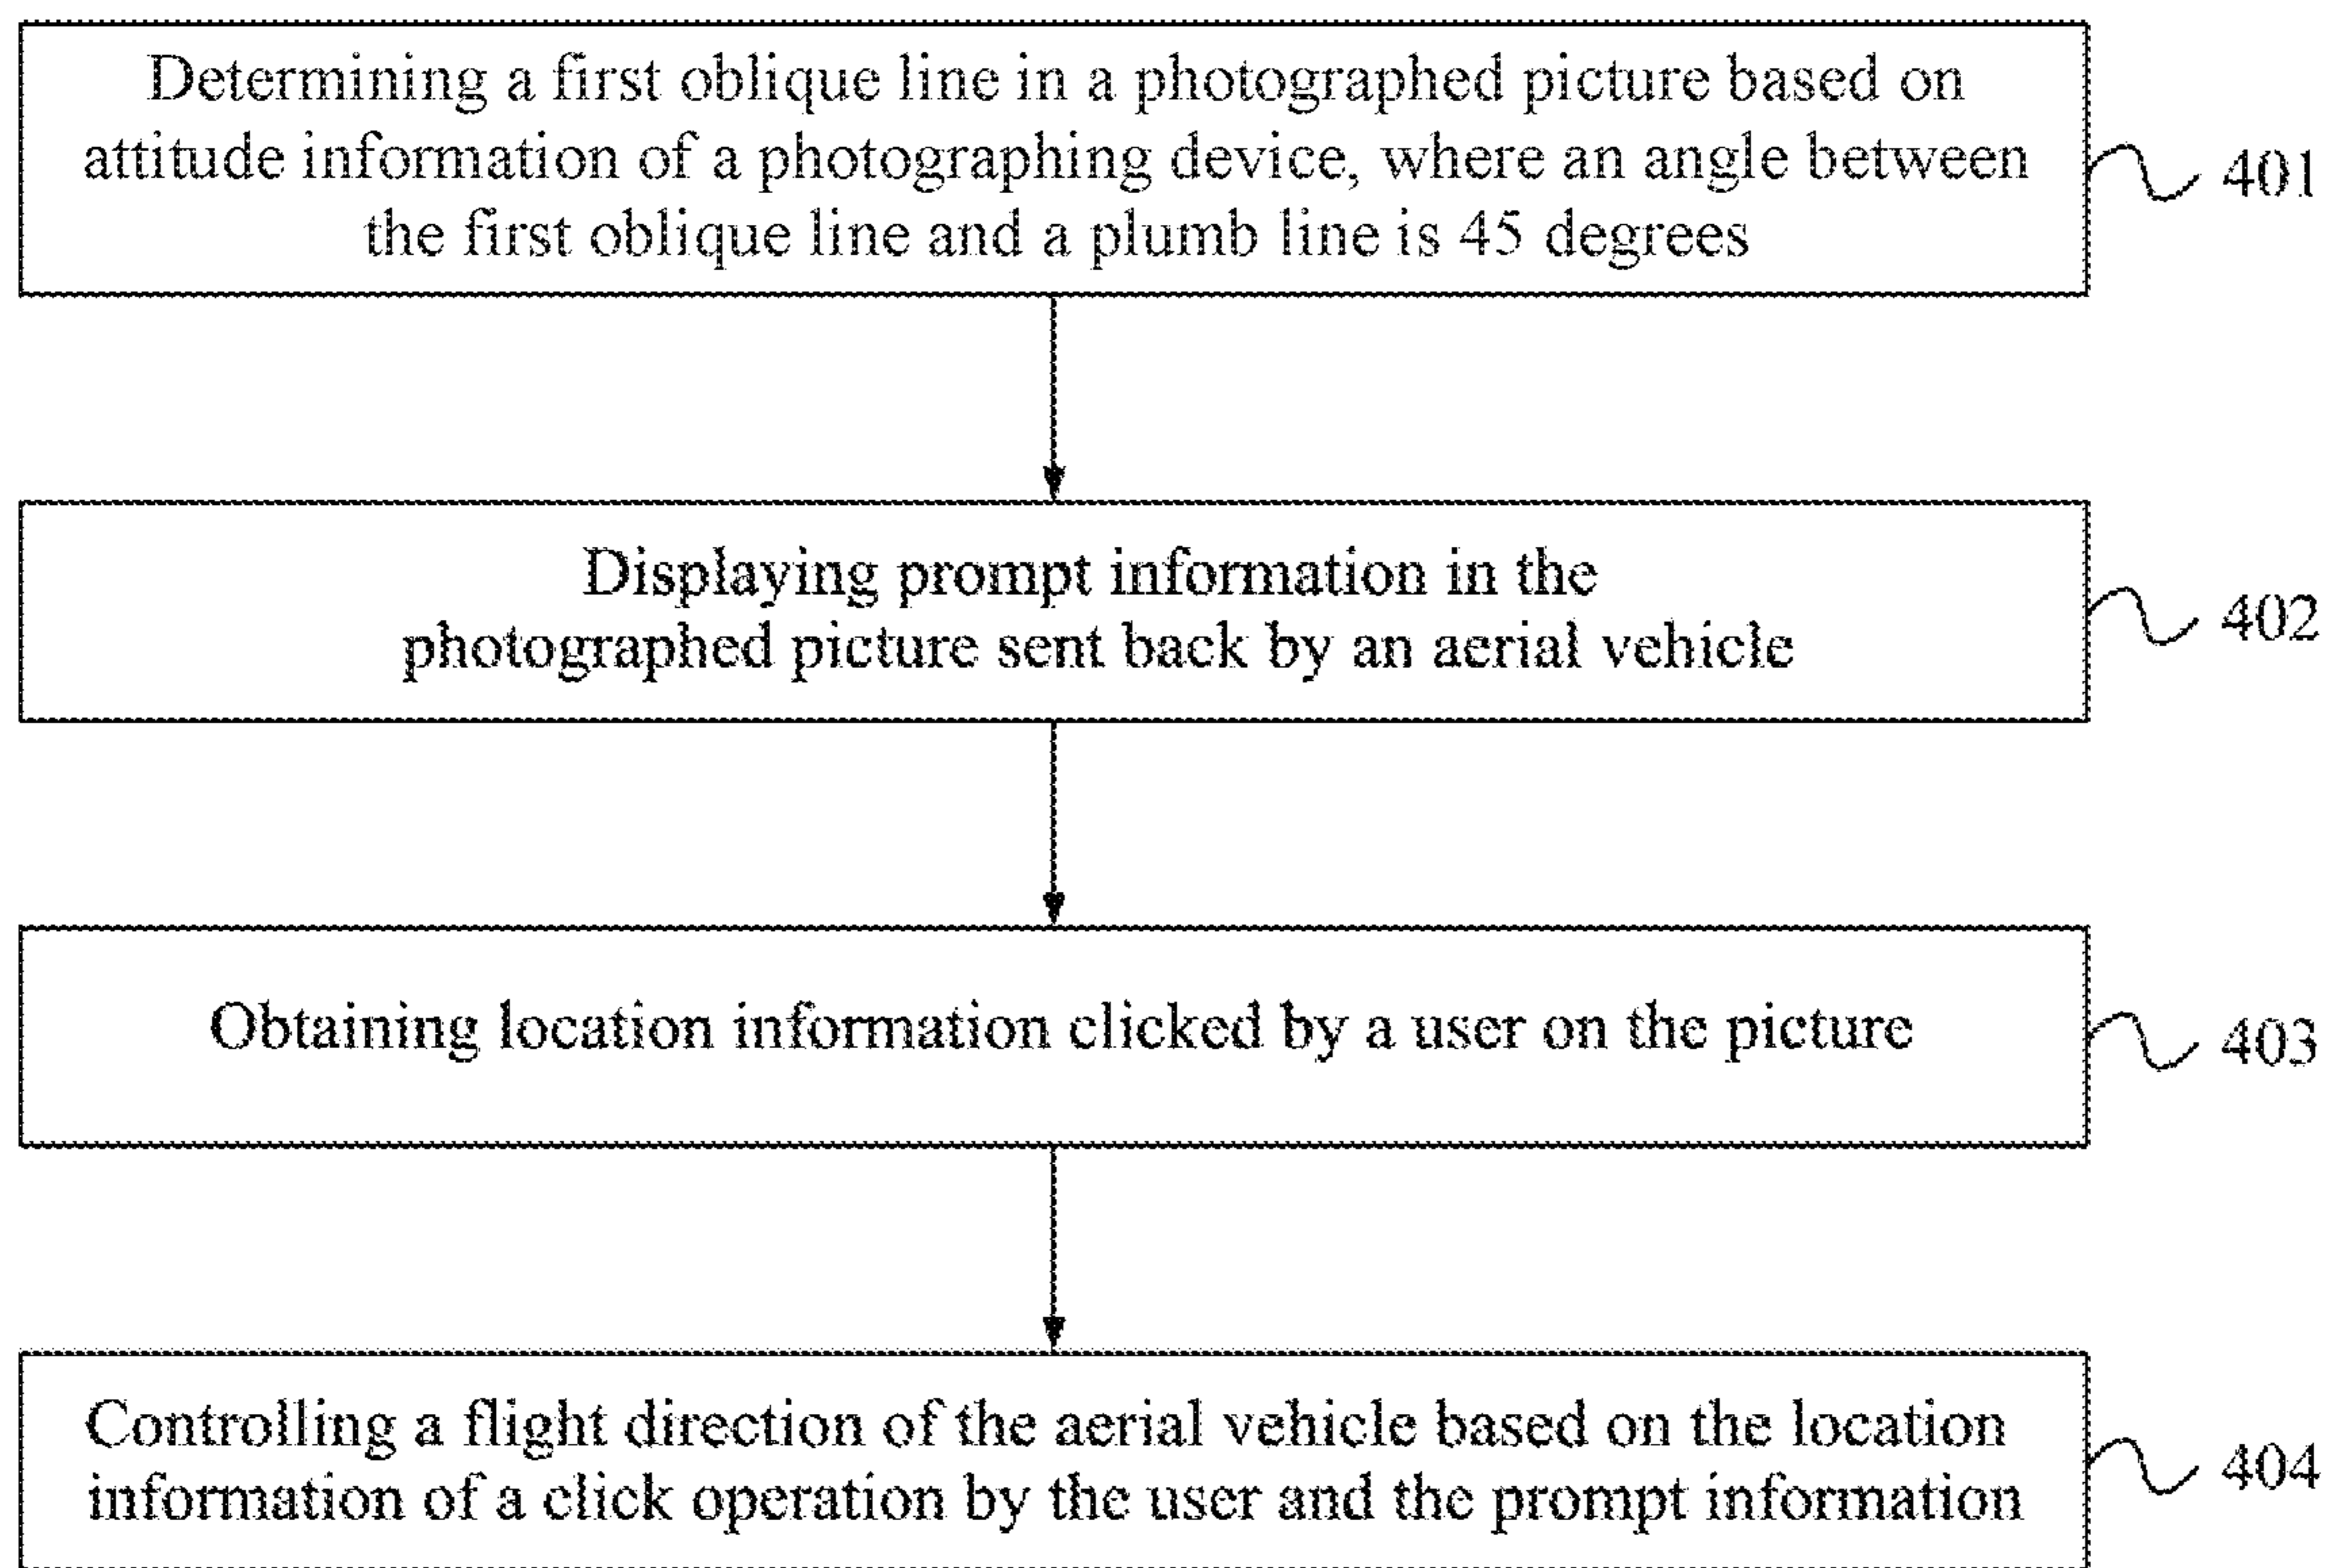 Determining a first oblique line in a photographed picture based on
attitude information of a photographing device, where an angle between
the first oblique line and a plumb line is 45 degrees
401
Displaying prompt information in the
photographed picture sent back by an aerial vehicle
402
Obtaining location information clicked by a user on the picture
403
Controlling a flight direction of the aerial vehicle based on the location
information of a click operation by the user and the prompt information
404